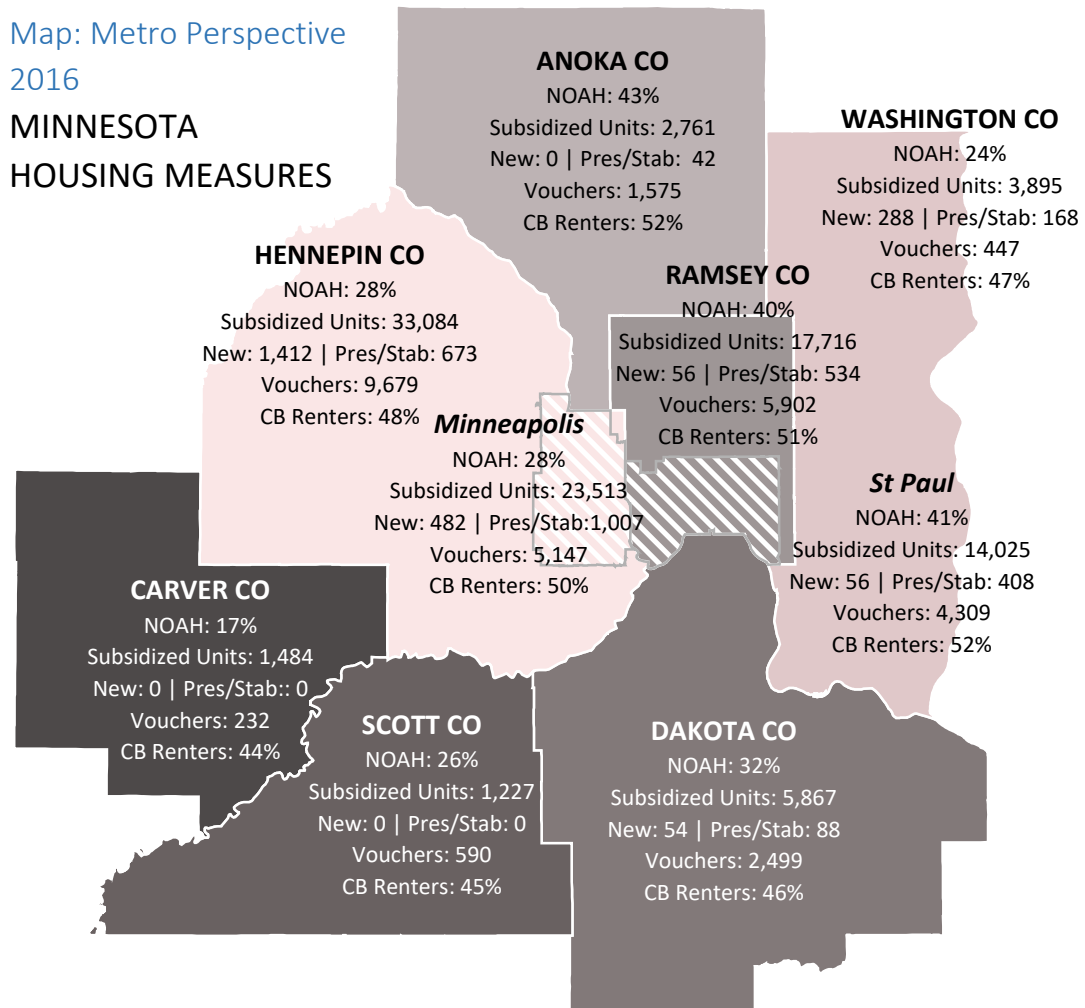 Map: Metro Perspective
2016
MINNESOTA
HOUSING MEASURES
ANOKA CO
NOAH: 43%
Subsidized Units: 2,761
New: 0 | Pres/Stab: 42
Vouchers: 1,575
CB Renters: 52%
WASHINGTON CO
NOAH: 24%
Subsidized Units: 3,895
New: 288 | Pres/Stab: 168
Vouchers: 447
CB Renters: 47%
HENNEPIN CO
NOAH: 28%
Subsidized Units: 33,084
New: 1,412 | Pres/Stab: 673
Vouchers: 9,679
CB Renters: 48%
RAMSEY CO
NOAH: 40%
Subsidized Units: 17,716
New: 56 | Pres/Stab: 534
Vouchers: 5,902
CB Renters: 51%
Minneapolis
NOAH: 28%
Subsidized Units: 23,513
New: 482 | Pres/Stab:1,007
Vouchers: 5,147
CB Renters: 50%
St Paul
NOAH: 41%
Subsidized Units: 14,025
New: 56 | Pres/Stab: 408
Vouchers: 4,309
CB Renters: 52%
CARVER CO
NOAH: 17%
Subsidized Units: 1,484
New: 0 | Pres/Stab:: 0
Vouchers: 232
CB Renters: 44%
SCOTT CO
NOAH: 26%
Subsidized Units: 1,227
New: 0 | Pres/Stab: 0
Vouchers: 590
CB Renters: 45%
DAKOTA CO
NOAH: 32%
Subsidized Units: 5,867
New: 54 | Pres/Stab: 88
Vouchers: 2,499
CB Renters: 46%